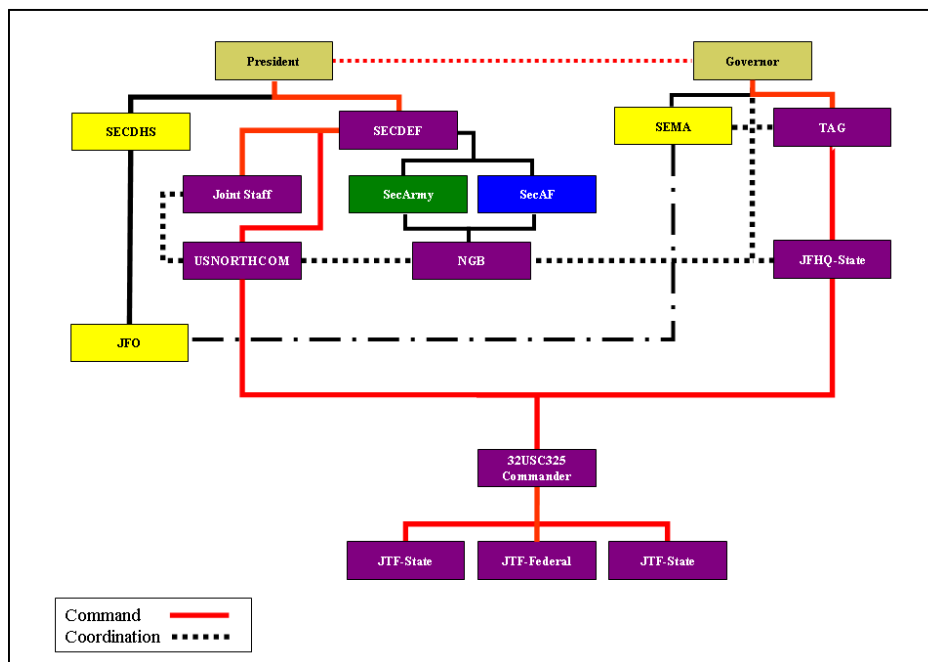 President
Governor
SECDHS
SECDEF
SEMA
TAG
Joint Staff
SecArmy
SecAF
USNORTHCOM
NGB
JFHQ-State
JFO
32USC325
Commander
JTF-State
JTF-Federal
JTF-State
Command
Coordination